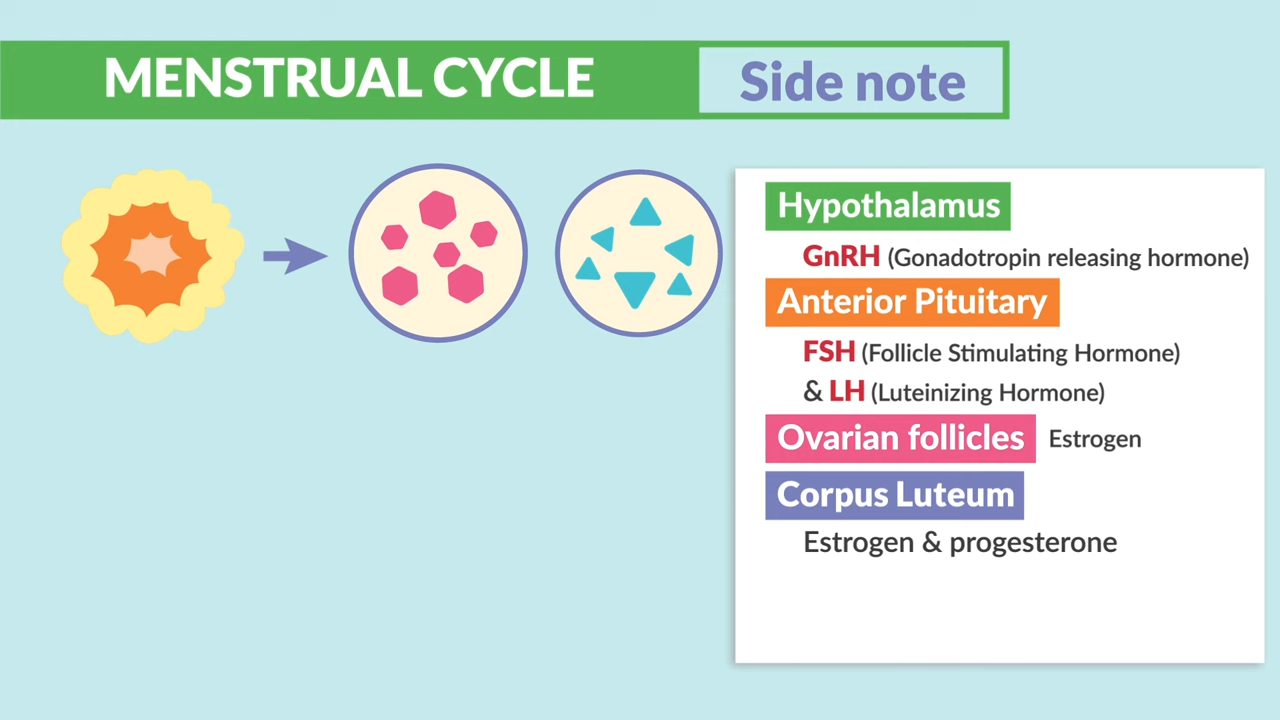 MENSTRUAL CYCLE Side note
Hypothalamus
GnRH (Gonadotropin releasing hormone)
Anterior Pituitary
FSH (Follicle Stimulating Hormone)
& LH (Luteinizing Hormone)
Ovarian follicles Estrogen
Corpus Luteum
Estrogen & progesterone